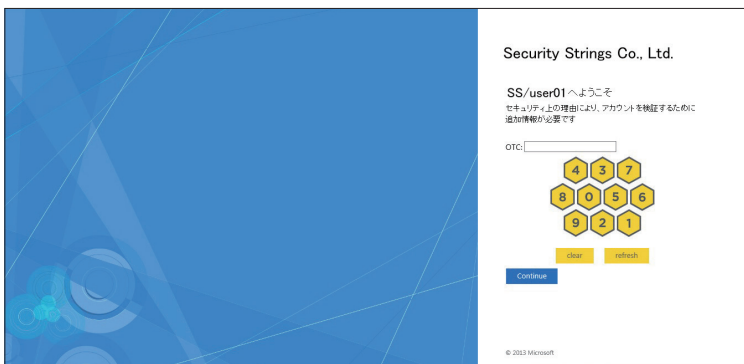 Security Strings Co., Ltd.
SS/user01へようこそ
セキュリティ上の理由により、アカウントを検証するために
追加情報が必要です
OTC:
4 3 7
8 0 5 6
9 2 1
clear refresh
Continue
© 2013 Microsoft